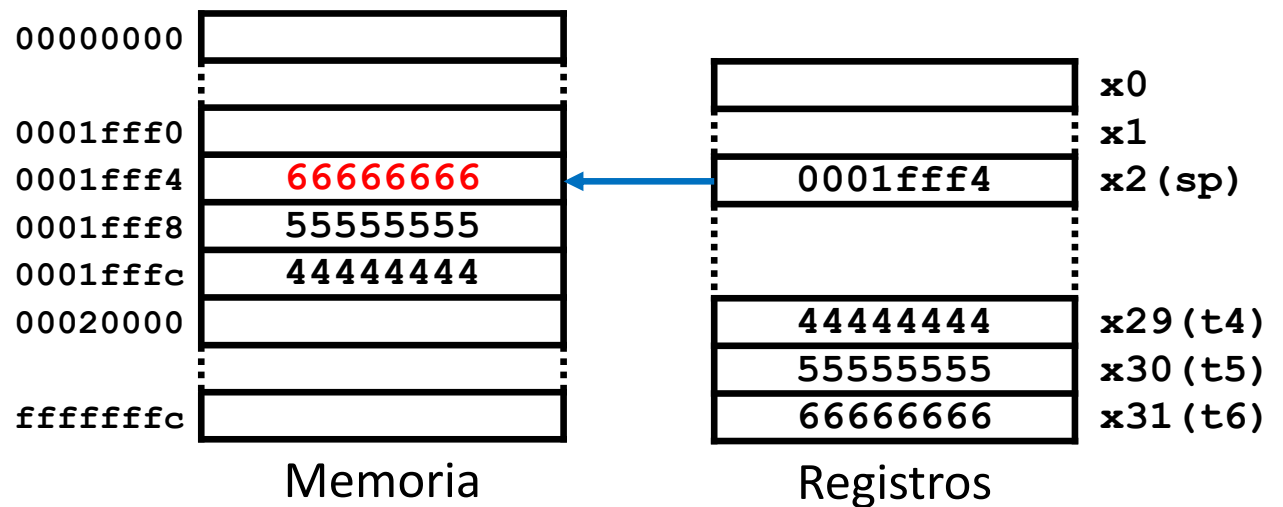 00000000
x0
0001fff0
x1
0001fff4 66666666 0001fff4 x2(sp)
0001fff8 55555555
0001fffc 44444444
00020000 44444444 x29(t4)
55555555 x30(t5)
fffffffc 66666666 x31(t6)
Memoria Registros